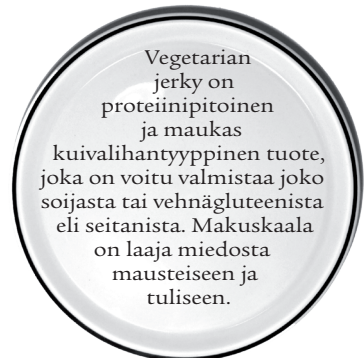 Vegetarian
jerky on
proteiinipitoinen
ja maukas
kuivalihantyyppinen tuote,
joka on voitu valmistaa joko
soijasta tai vehnägluteenista
eli seitanista. Makuskaala
on laaja miedosta
mausteiseen ja
tuliseen.